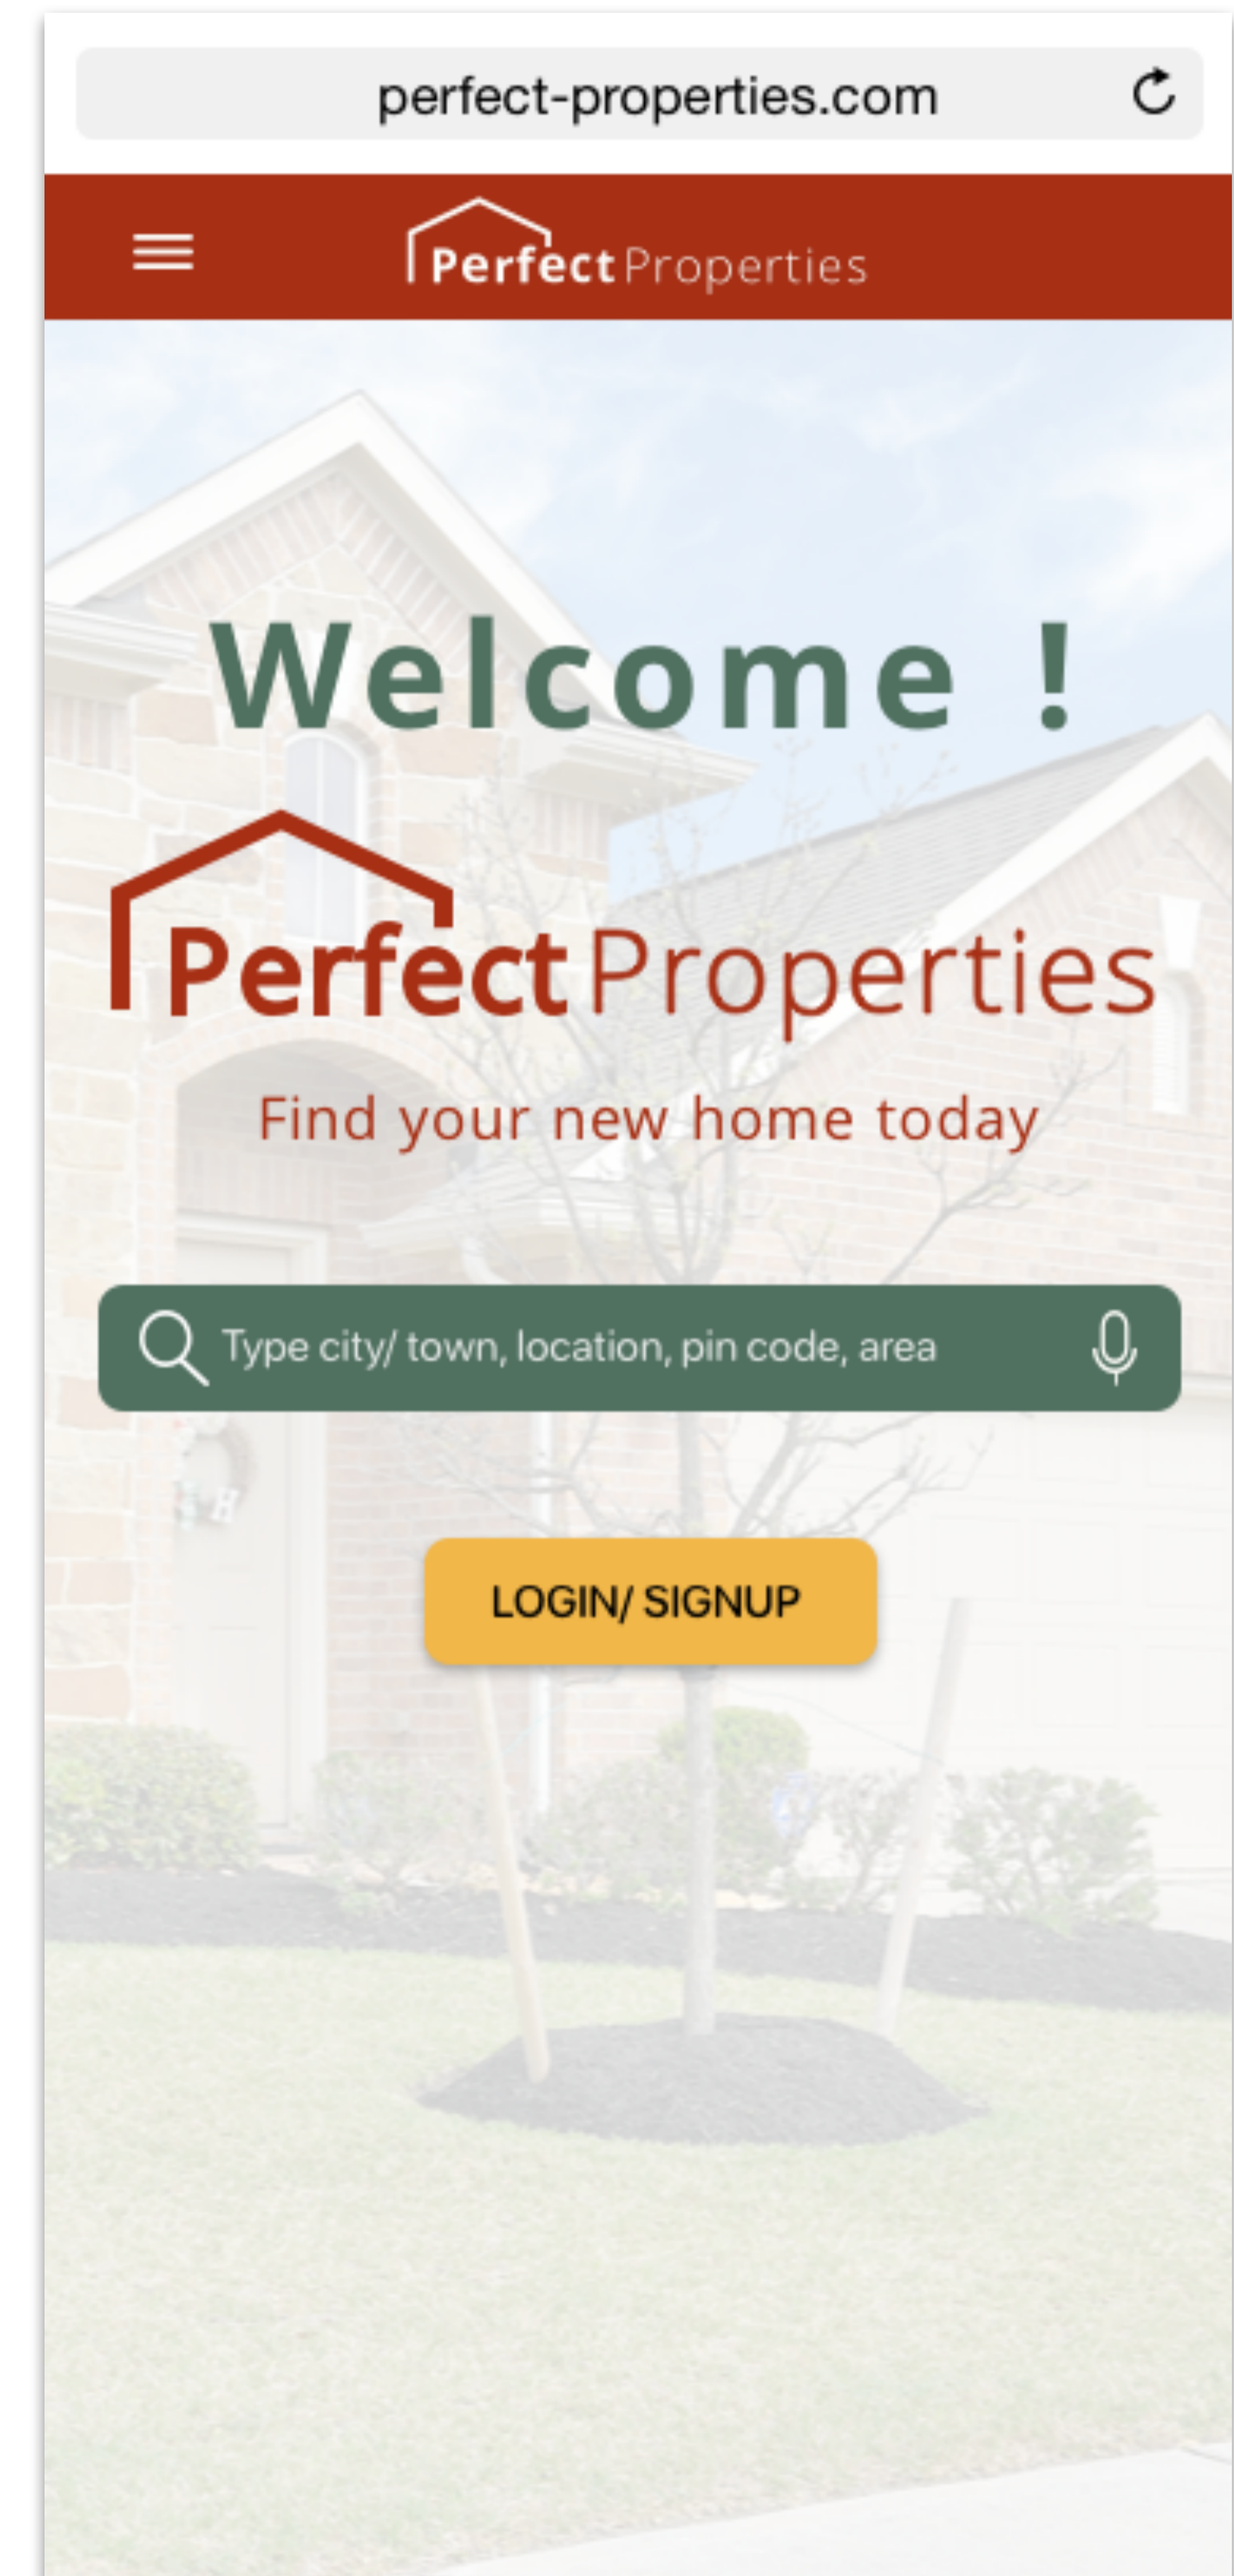 perfect-properties.com
Perfect Properties
Welcome !
Perfect Properties
Find your new home today
Type city/ town, location, pin code, area
H
LOGIN/ SIGNUP